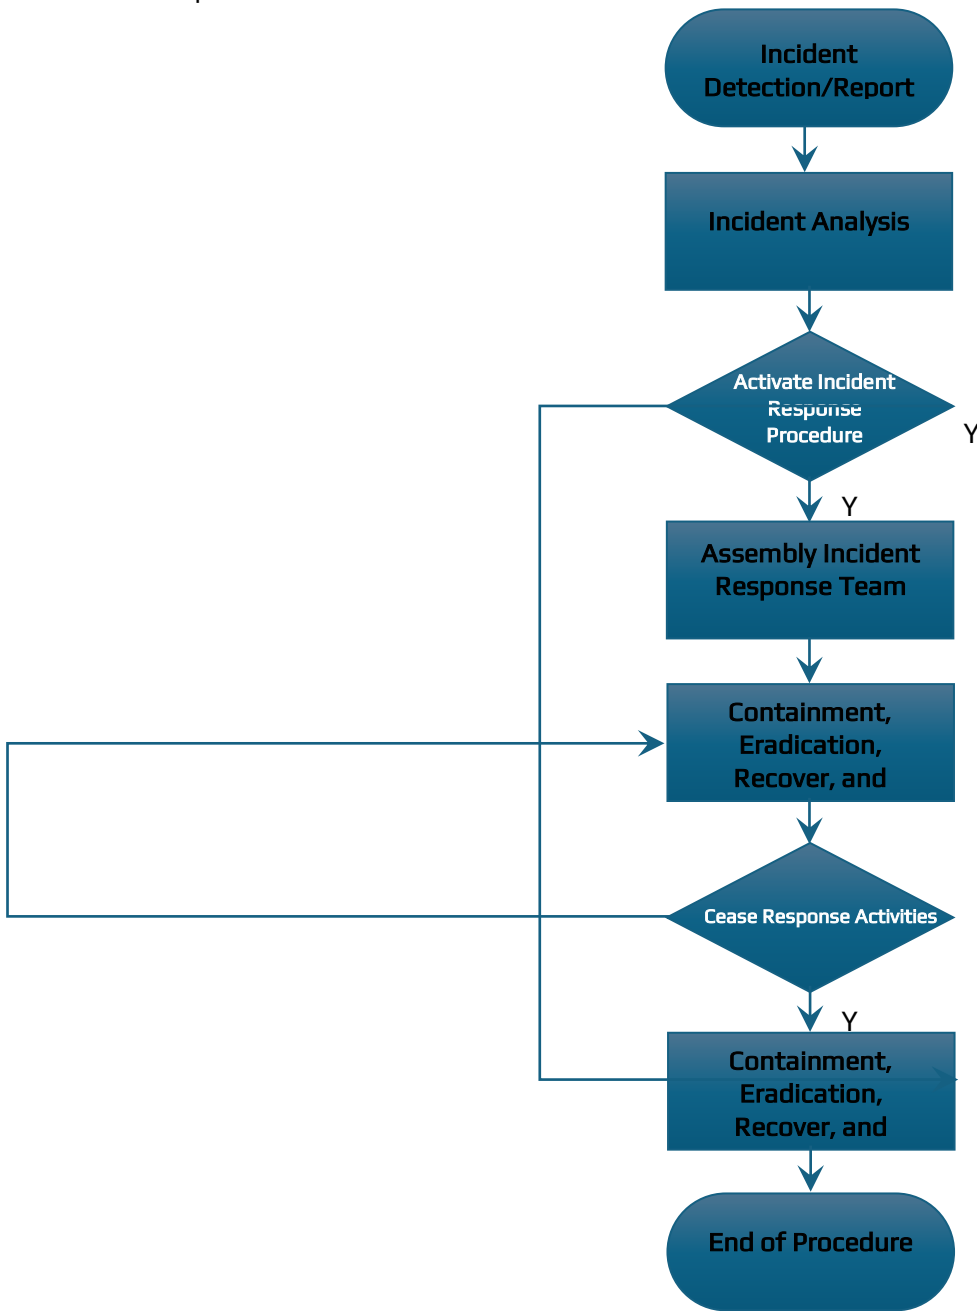 Incident
Detection/Report
Incident Analysis
Activate Incident
Response
Procedure
Y
Y
Assembly Incident
Response Team
Containment,
Eradication,
Recover, and
Cease Response Activities
Y
Containment,
Eradication,
Recover, and
End of Procedure